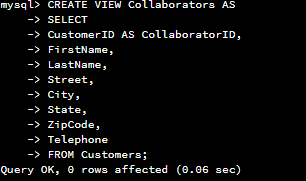 mysql> CREATE VIEW Collaborators AS
-> SELECT
-> CustomerID AS CollaboratorID,
-> FirstName,
-> LastName,
-> Street,
-> City,
-> State,
-> ZipCode,
-> Telephone
-> FROM Customers;
Query OK, 0 rows affected (0.06 sec)